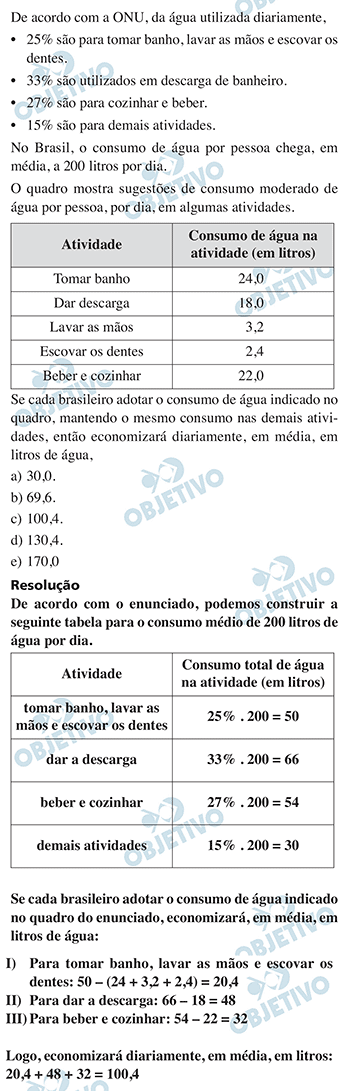 De acordo com a ONU, da água utilizada diariamente,
• 25% são para tomar banho, lavar as mãos e escovar os
dentes.
• 33% são utilizados em descarga de banheiro.
• 27% são para cozinhar e beber.
• 15% são para demais atividades.
No Brasil, o consumo de água por pessoa chega, em
média, a 200 litros por dia.
O quadro mostra sugestões de consumo moderado de
água por pessoa, por dia, em algumas atividades.
Atividade
Consumo de água na
atividade (em litros)
Tomar banho 24,0
Dar descarga 18,0
Lavar as mãos 3,2
Escovar os dentes 2,4
Beber e cozinhar 22,0
Se cada brasileiro adotar o consumo de água indicado no
quadro, mantendo o mesmo consumo nas demais ativi-
dades, então economizará diariamente, em média, em
litros de água,
a) 30,0.
b) 69,6.
c) 100,4.
d) 130,4.
e) 170,0
Resolução
De acordo com o enunciado, podemos construir a
seguinte tabela para o consumo médio de 200 litros de
água por dia.
Atividade
Consumo total de água
na atividade (em litros)
tomar banho, lavar as
mãos e escovar os dentes
25% . 200 = 50
dar a descarga 33% . 200 = 66
beber e cozinhar 27% . 200 = 54
demais atividades 15% . 200 = 30
Se cada brasileiro adotar o consumo de água indicado
no quadro do enunciado, economizará, em média, em
litros de água:
I) Para tomar banho, lavar as mãos e escovar os
dentes: 50 – (24 + 3,2 + 2,4) = 20,4
II) Para dar a descarga: 66 – 18 = 48
III) Para beber e cozinhar: 54 – 22 = 32
Logo, economizará diariamente, em média, em litros:
20,4 + 48 + 32 = 100,4
OBJETIVO
OBJETIVO
OBJETIVO
OBJETIVO
OBJETIVO
OBJETIVO
OBJETIVO
OBJETIVO
OBJETIVO
OBJETIVO